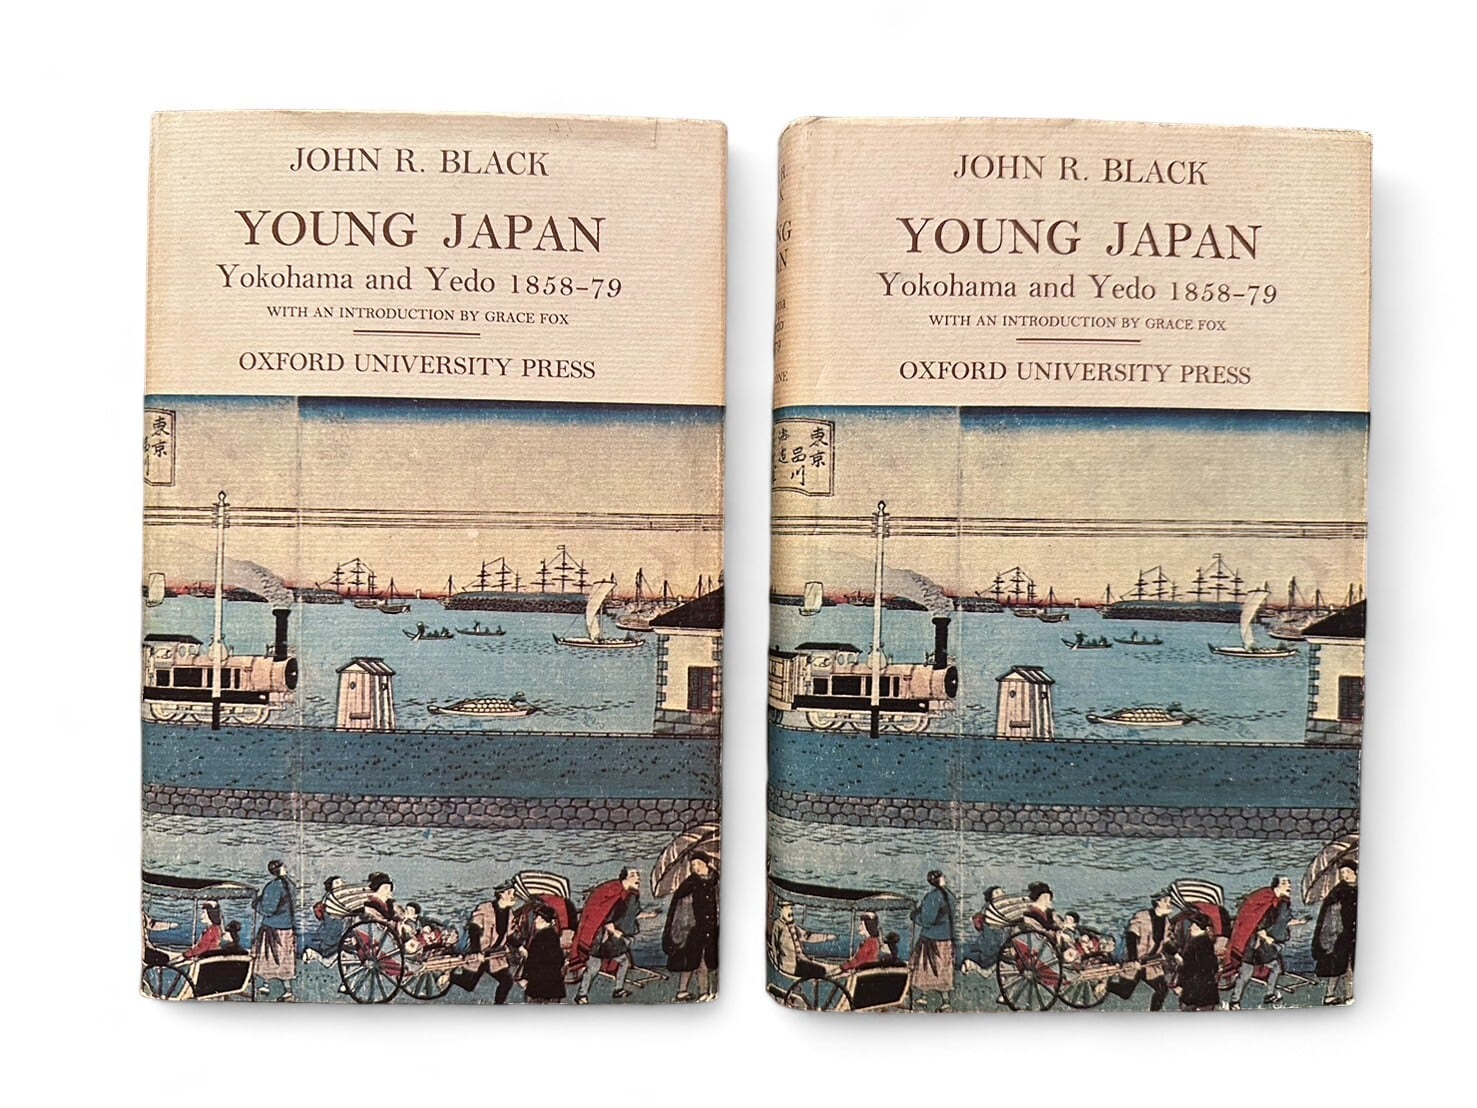 JOHN R. BLACK
YOUNG JAPAN
Yokohama and Yedo 1858–79
WITH AN INTRODUCTION BY GRACE FOX
OXFORD UNIVERSITY PRESS
東京
JOHN R. BLACK
YOUNG JAPAN
Yokohama and Yedo 1858–79
WITH AN INTRODUCTION BY GRACE FOX
OXFORD UNIVERSITY PRESS
東京
品川